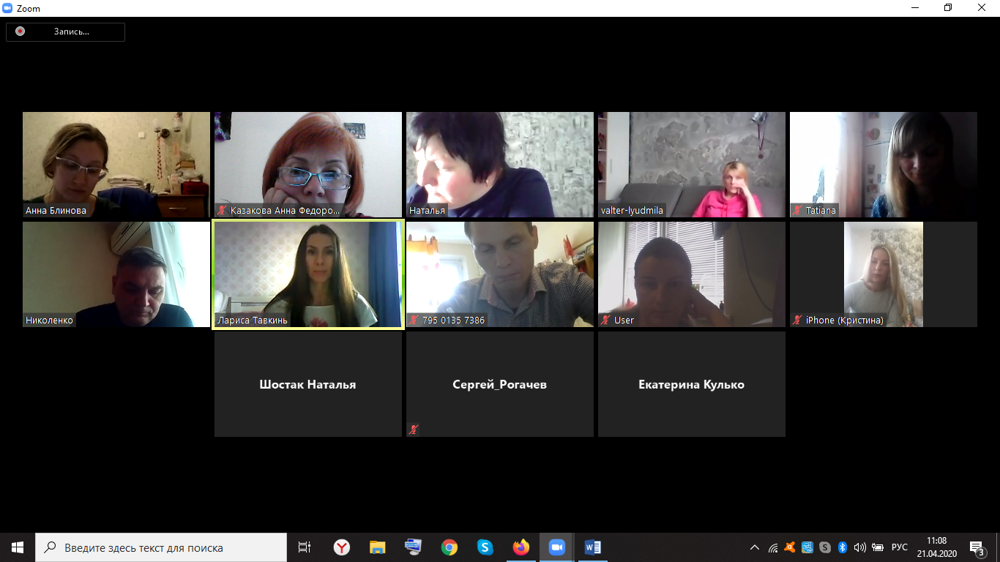 Zoom
Запись...
Анна Блинова
Казакова Анна Федоро...
Наталья
valter-lyudmila
Tatiana
Николенко
Лариса Тавкинь
795 0135 7386
User
iPhone (Кристина)
Шостак Наталья
Сергей_Рогачев
Екатерина Кулько
Введите здесь текст для поиска
РУС
11:08
21.04.2020
3